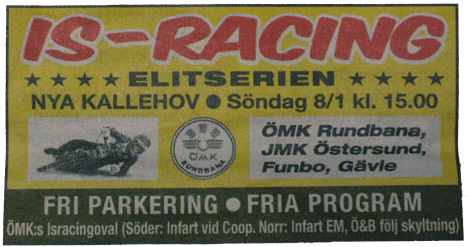 IS-RACING
★ ★ ★ ★ ELITSERIEN ★ ★ ★ ★
NYA KALLEHOV ● Söndag 8/1 kl. 15.00
ÖMK
RUNDBANA
ÖMK Rundbana,
JMK Östersund,
Funbo, Gävle
FRI PARKERING ● FRIA PROGRAM
ÖMK:s Isracingoval (Söder: Infart vid Coop. Norr: Infart EM, Ö&B följ skyltning)